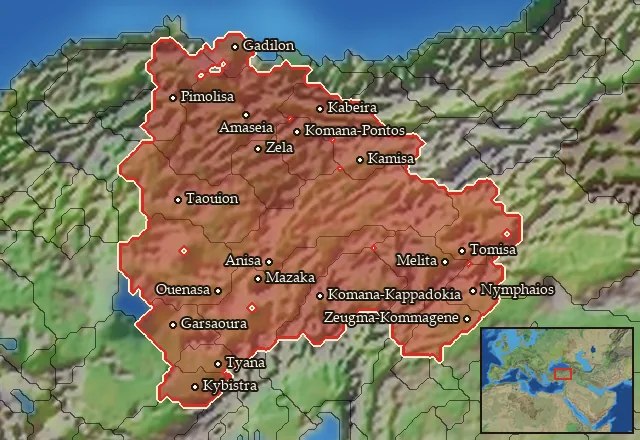 Gadilon
Pimolisa
Kabeira
Amaseia
Komana-Pontos
Zela
Kamisa
Taouion
Tomisa
Anisa
Melita
Mazaka
Ouenasa
Komana-Kappadokia
Nymphaios
Zeugma-Kommagene
Garsaoura
Tyana
Kybistra